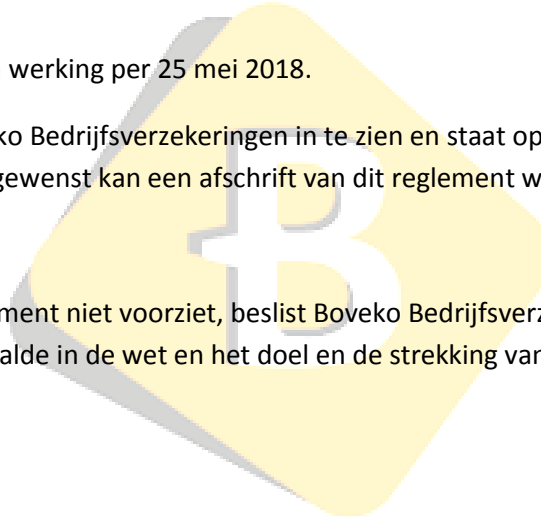 werking per 25 mei 2018.
ko Bedrijfsverzekeringen in te zien en staat op
gewenst kan een afschrift van dit reglement w
ment niet voorziet, beslist Boveko Bedrijfsverz
alde in de wet en het doel en de strekking van
B